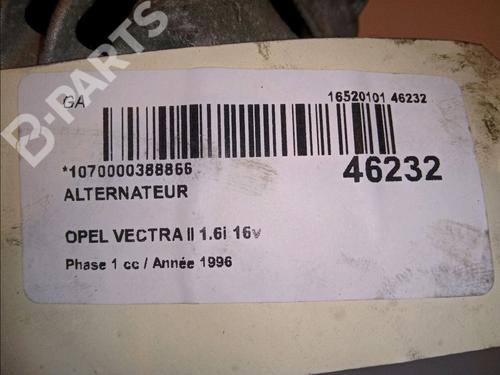 B-PARTS
GA
16520101 46232
*1070000388866
46232
ALTERNATEUR
OPEL VECTRA II 1.6i 16v
Phase 1 cc / Année 1996